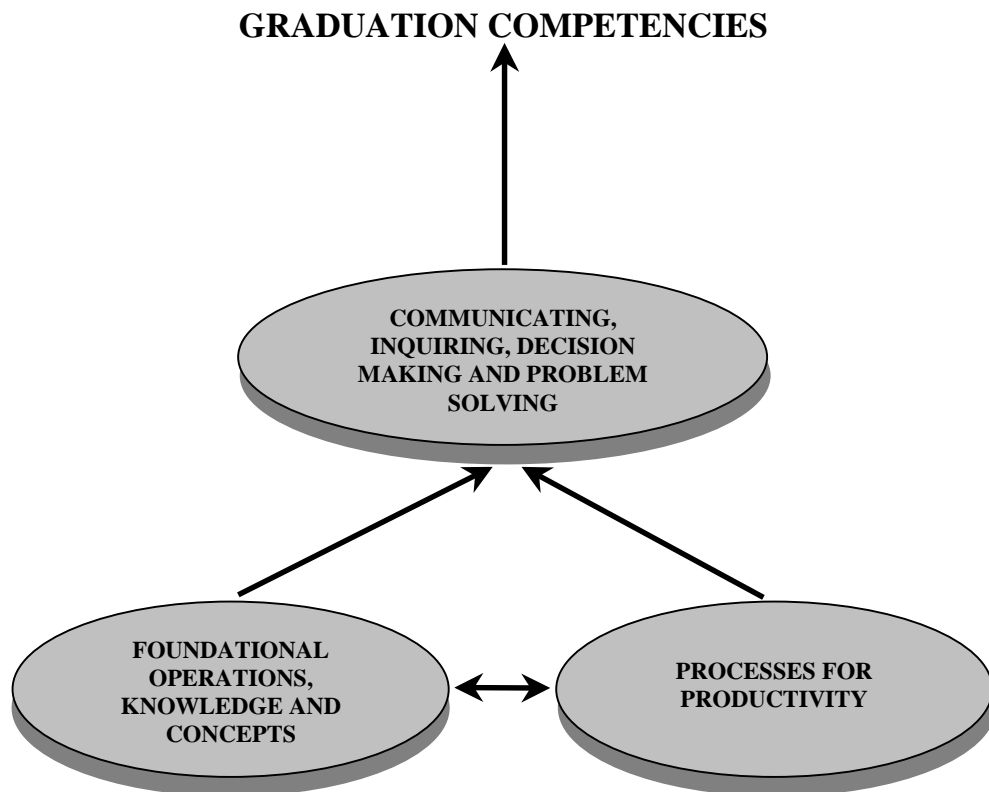 GRADUATION COMPETENCIES
COMMUNICATING,
INQUIRING, DECISION
MAKING AND PROBLEM
SOLVING
FOUNDATIONAL
OPERATIONS,
KNOWLEDGE AND
CONCEPTS
PROCESSES FOR
PRODUCTIVITY